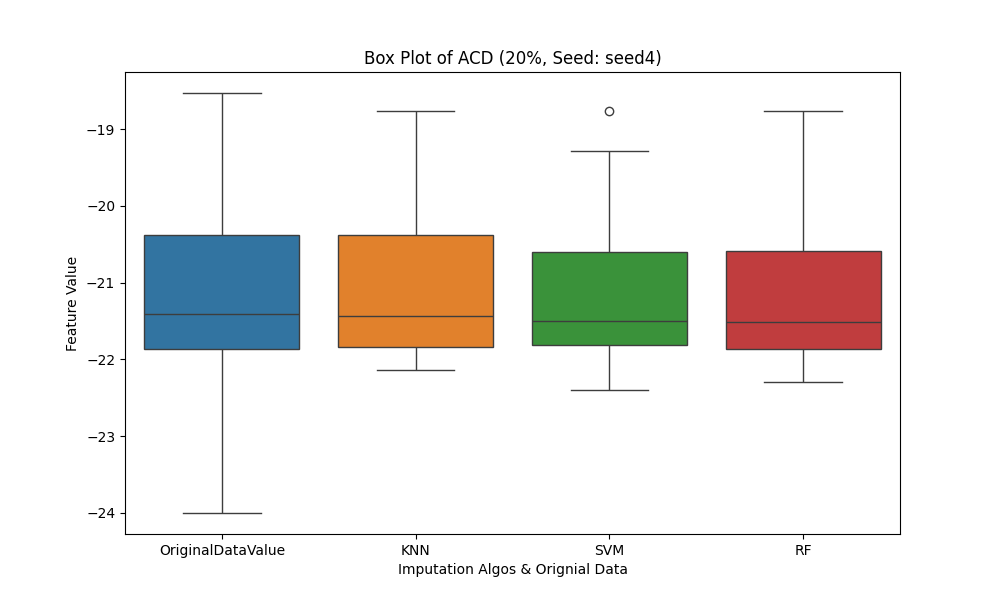 Box Plot of ACD (20%, Seed: seed4)
Feature Value
−19
−20
−21
−22
−23
−24
OriginalDataValue KNN SVM RF
Imputation Algos & Orignial Data